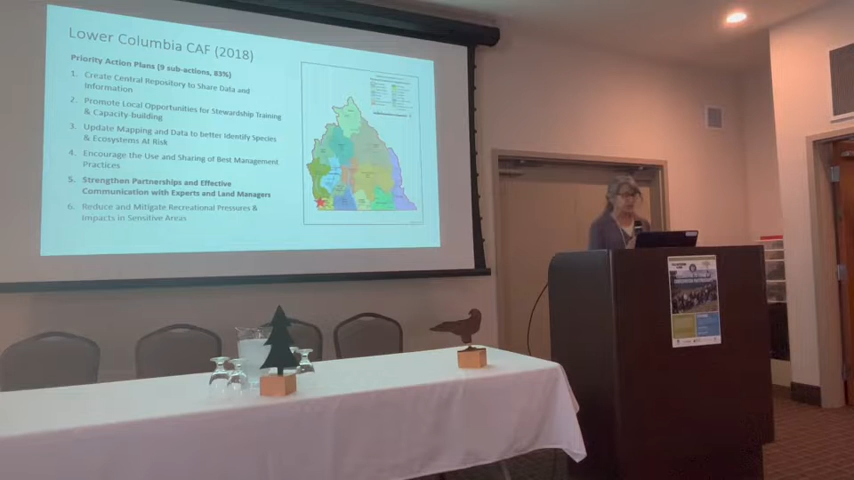 Lower Columbia CAF (2018)
Priority Action Plans (9 sub-actions, 83%)
1. Create Central Repository to Share Data and
Information
2. Promote Local Opportunities for Stewardship Training
& Capacity-building
3. Update Mapping and Data to better Identify Species
& Ecosystems At Risk
4. Encourage the Use and Sharing of Best Management
Practices
5. Strengthen Partnerships and Effective
Communication with Experts and Land Managers
6. Reduce and Mitigate Recreational Pressures &
Impacts in Sensitive Areas